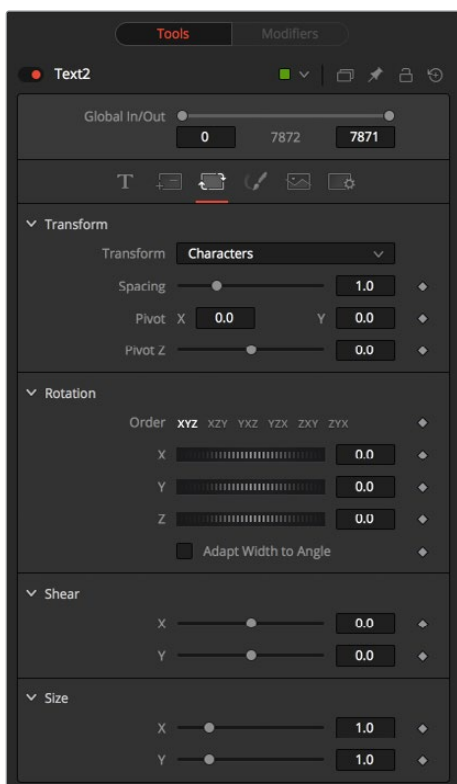 Tools Modifiers
Text2
Global In/Out
0 7872 7871
T
Transform
Transform Characters
Spacing 1.0
Pivot X 0.0 Y 0.0
Pivot Z 0.0
Rotation
Order XYZ XZY YXZ YZX ZXY ZYX
X 0.0
Y 0.0
Z 0.0
Adapt Width to Angle
Shear
X 0.0
Y 0.0
Size
X 1.0
Y 1.0